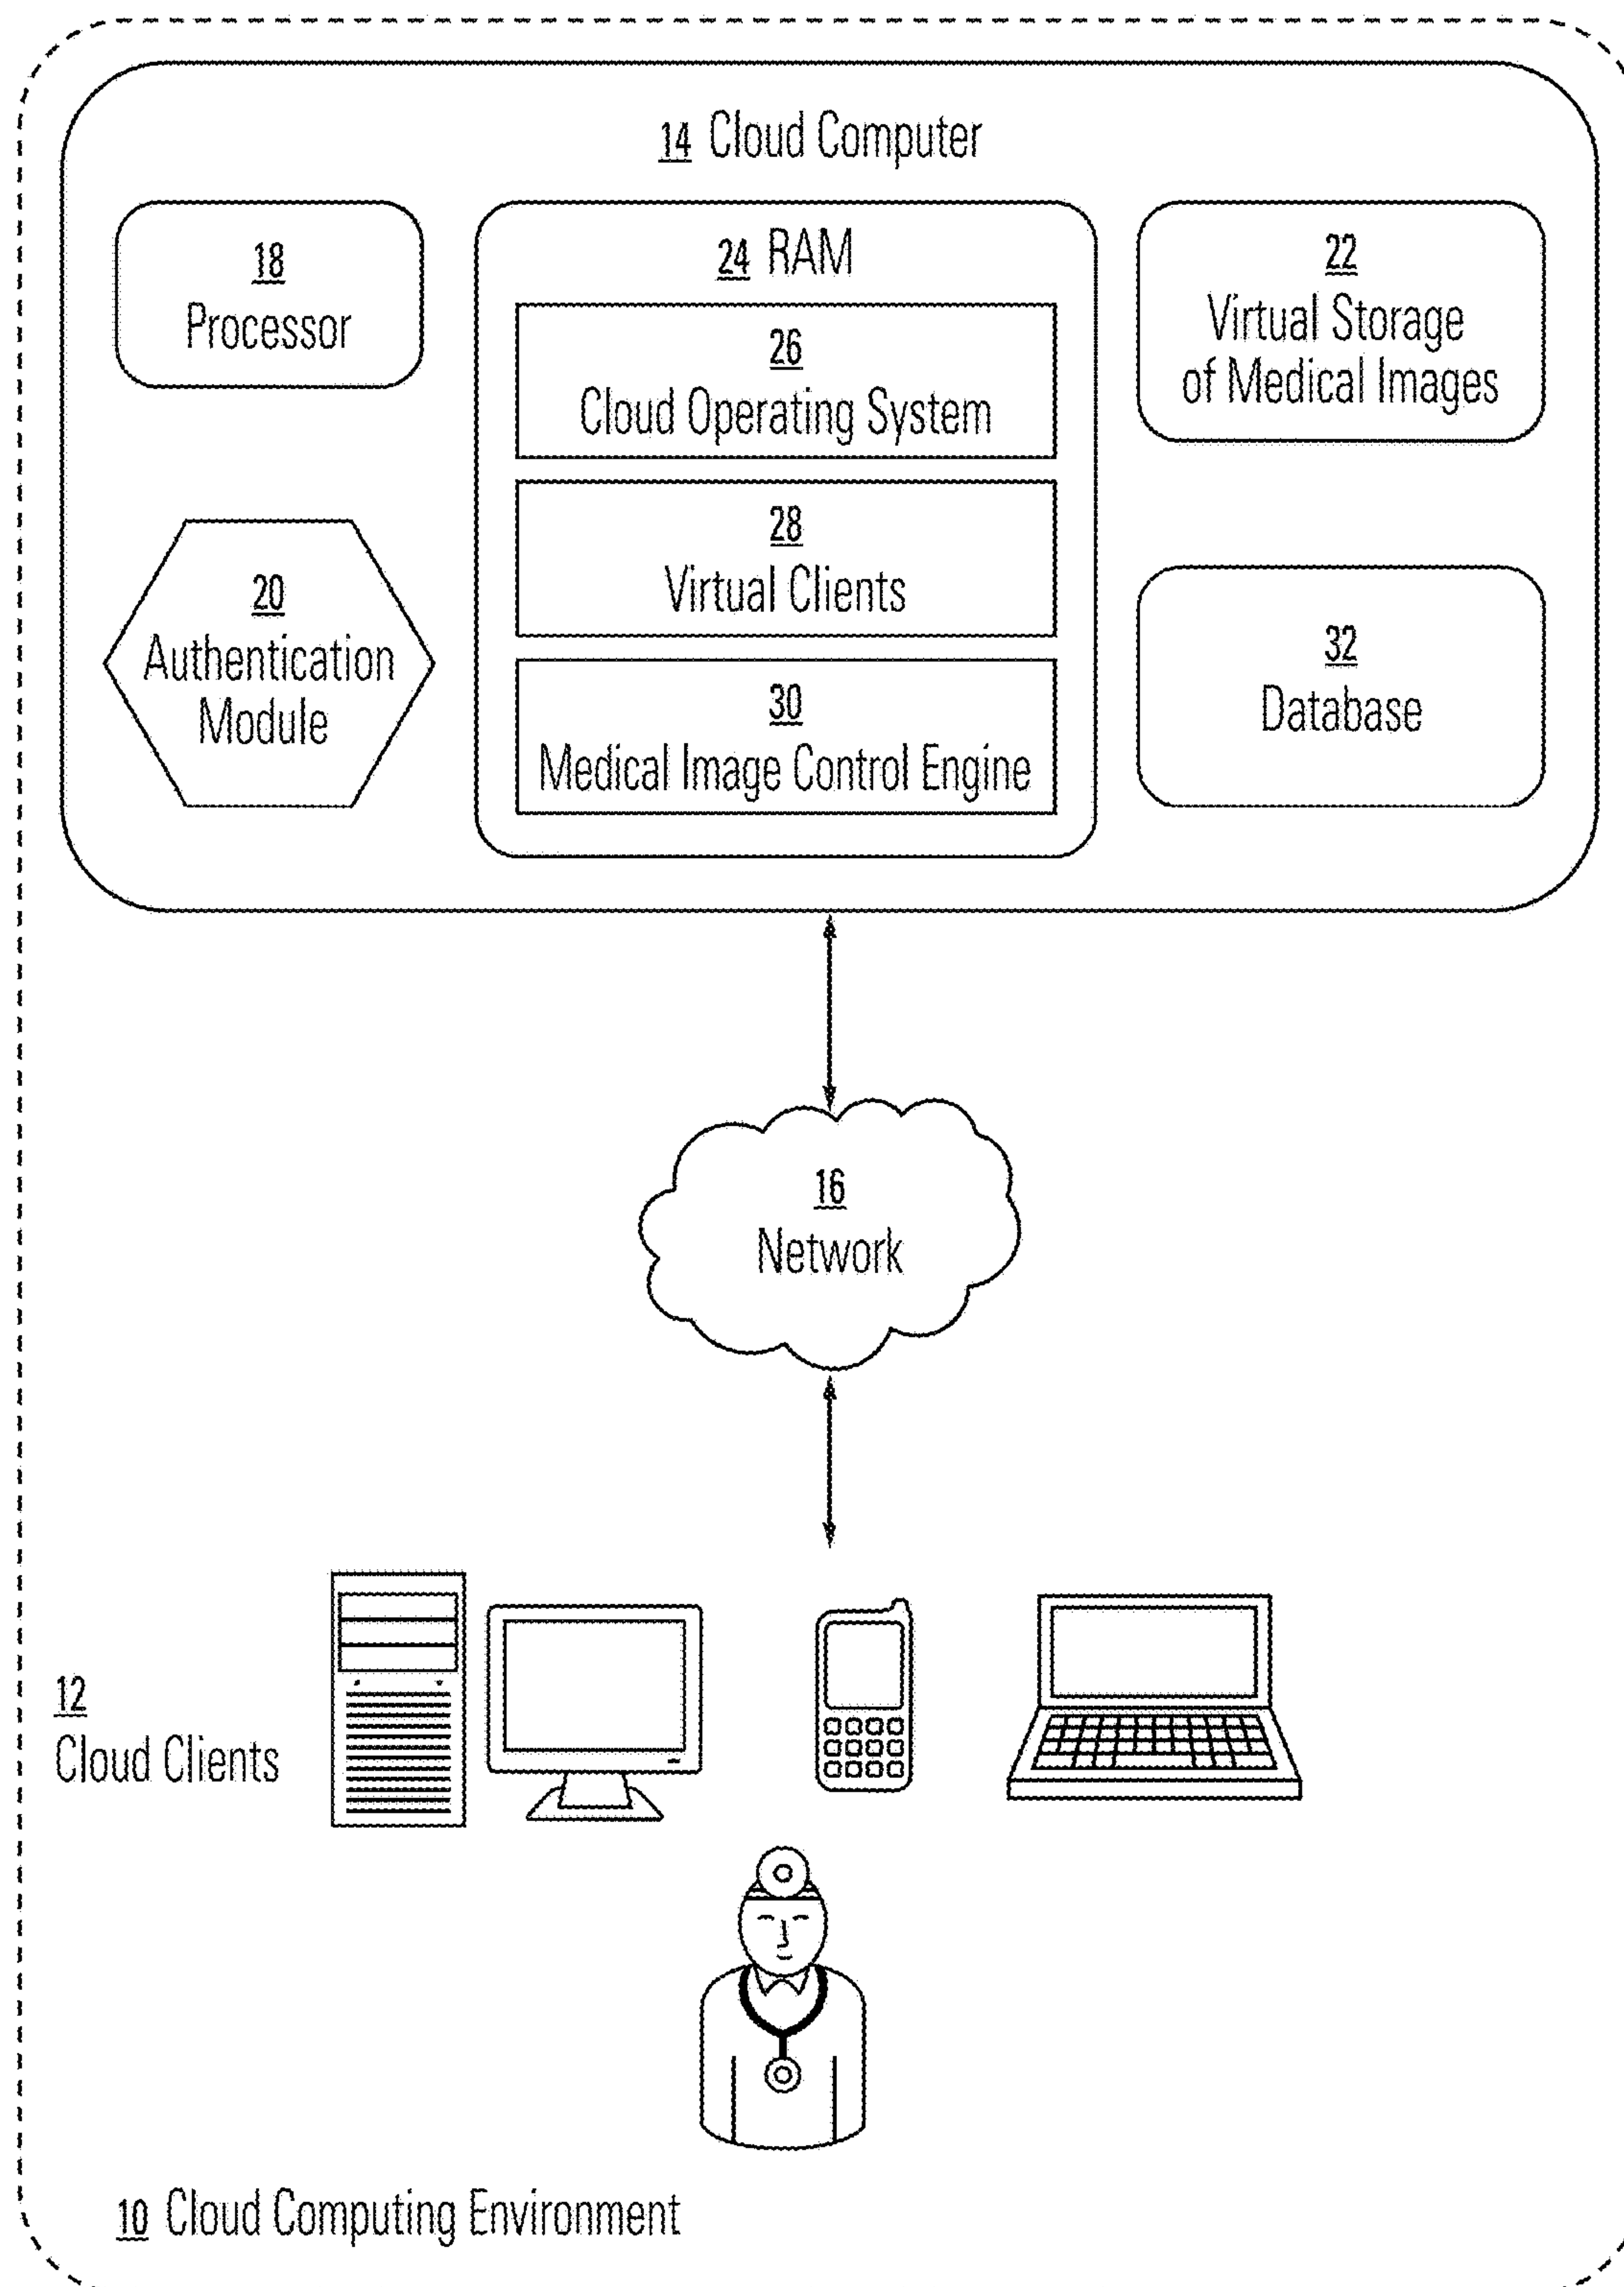 14 Cloud Computer
18
Processor
20
Authentication
Module
24 RAM
26
Cloud Operating System
28
Virtual Clients
30
Medical Image Control Engine
22
Virtual Storage
of Medical Images
32
Database
16
Network
12
Cloud Clients
10 Cloud Computing Environment